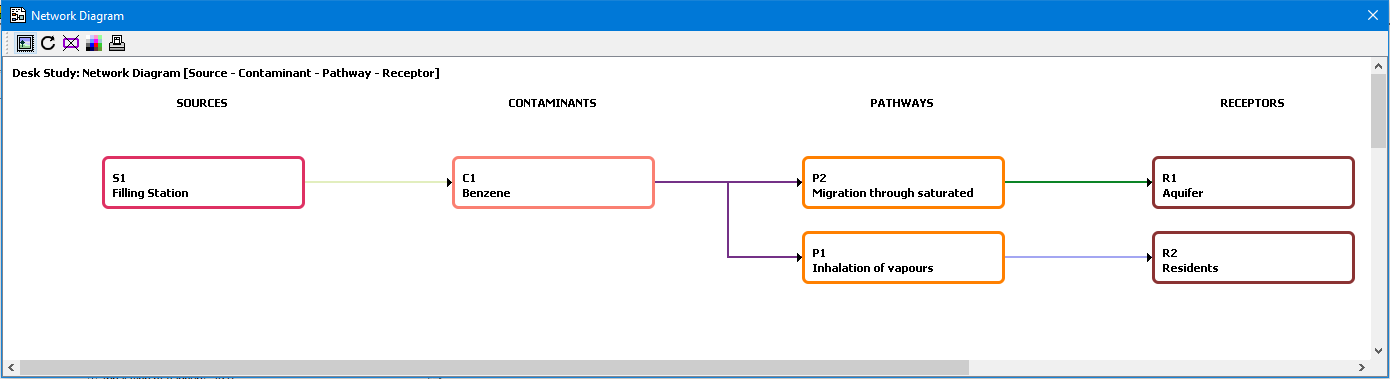 Network Diagram
Desk Study: Network Diagram [Source - Contaminant - Pathway - Receptor]
SOURCES CONTAMINANTS PATHWAYS RECEPTORS
S1
Filling Station
C1
Benzene
P2
Migration through saturated
R1
Aquifer
P1
Inhalation of vapours
R2
Residents